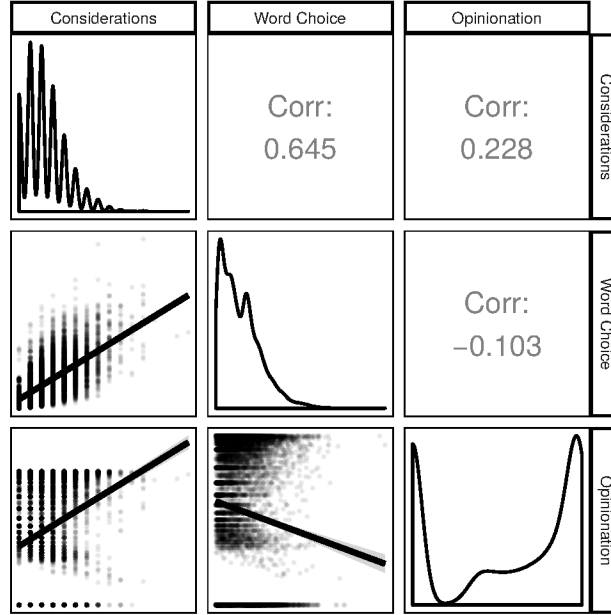 Considerations
Word Choice
Opinionation
Corr:
0.645
Corr:
0.228
Considerations
Corr:
−0.103
Word Choice
Opinionation